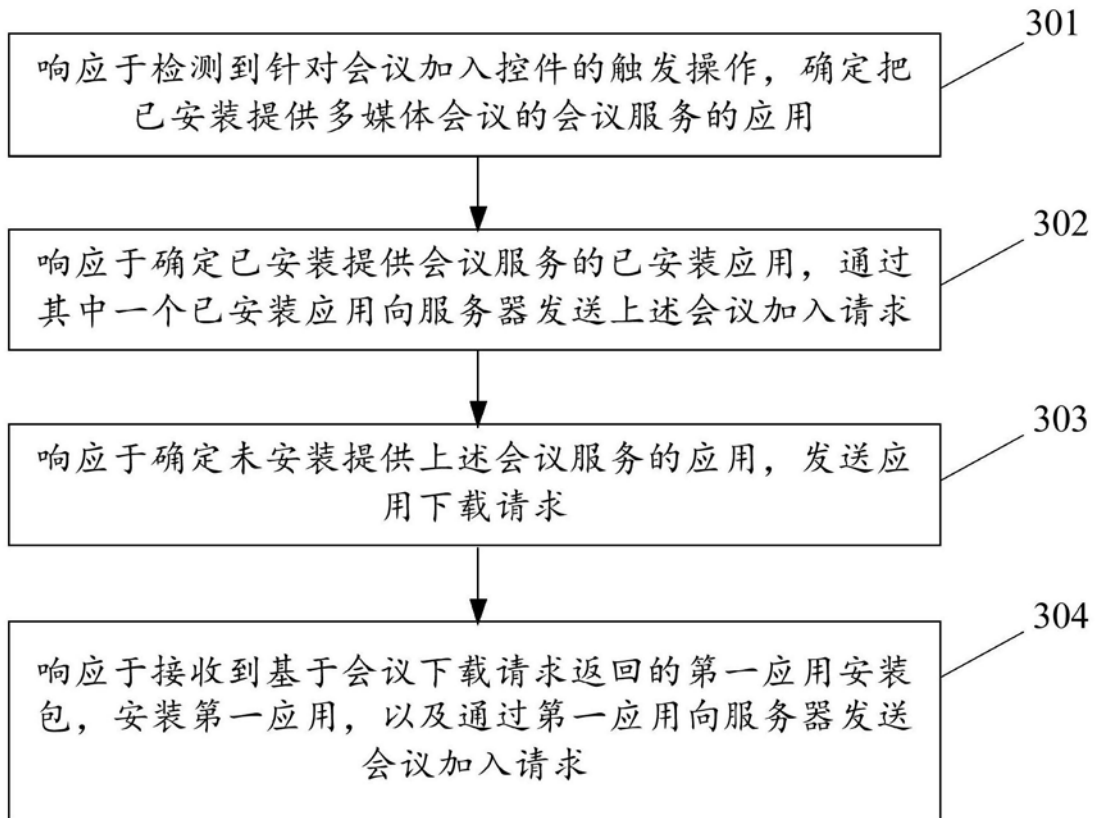 301
响应于检测到针对会议加入控件的触发操作，确定把
已安装提供多媒体会议的会议服务的应用
302
响应于确定已安装提供会议服务的已安装应用，通过
其中一个已安装应用向服务器发送上述会议加入请求
303
响应于确定未安装提供上述会议服务的应用，发送应
用下载请求
304
响应于接收到基于会议下载请求返回的第一应用安装
包，安装第一应用，以及通过第一应用向服务器发送
会议加入请求